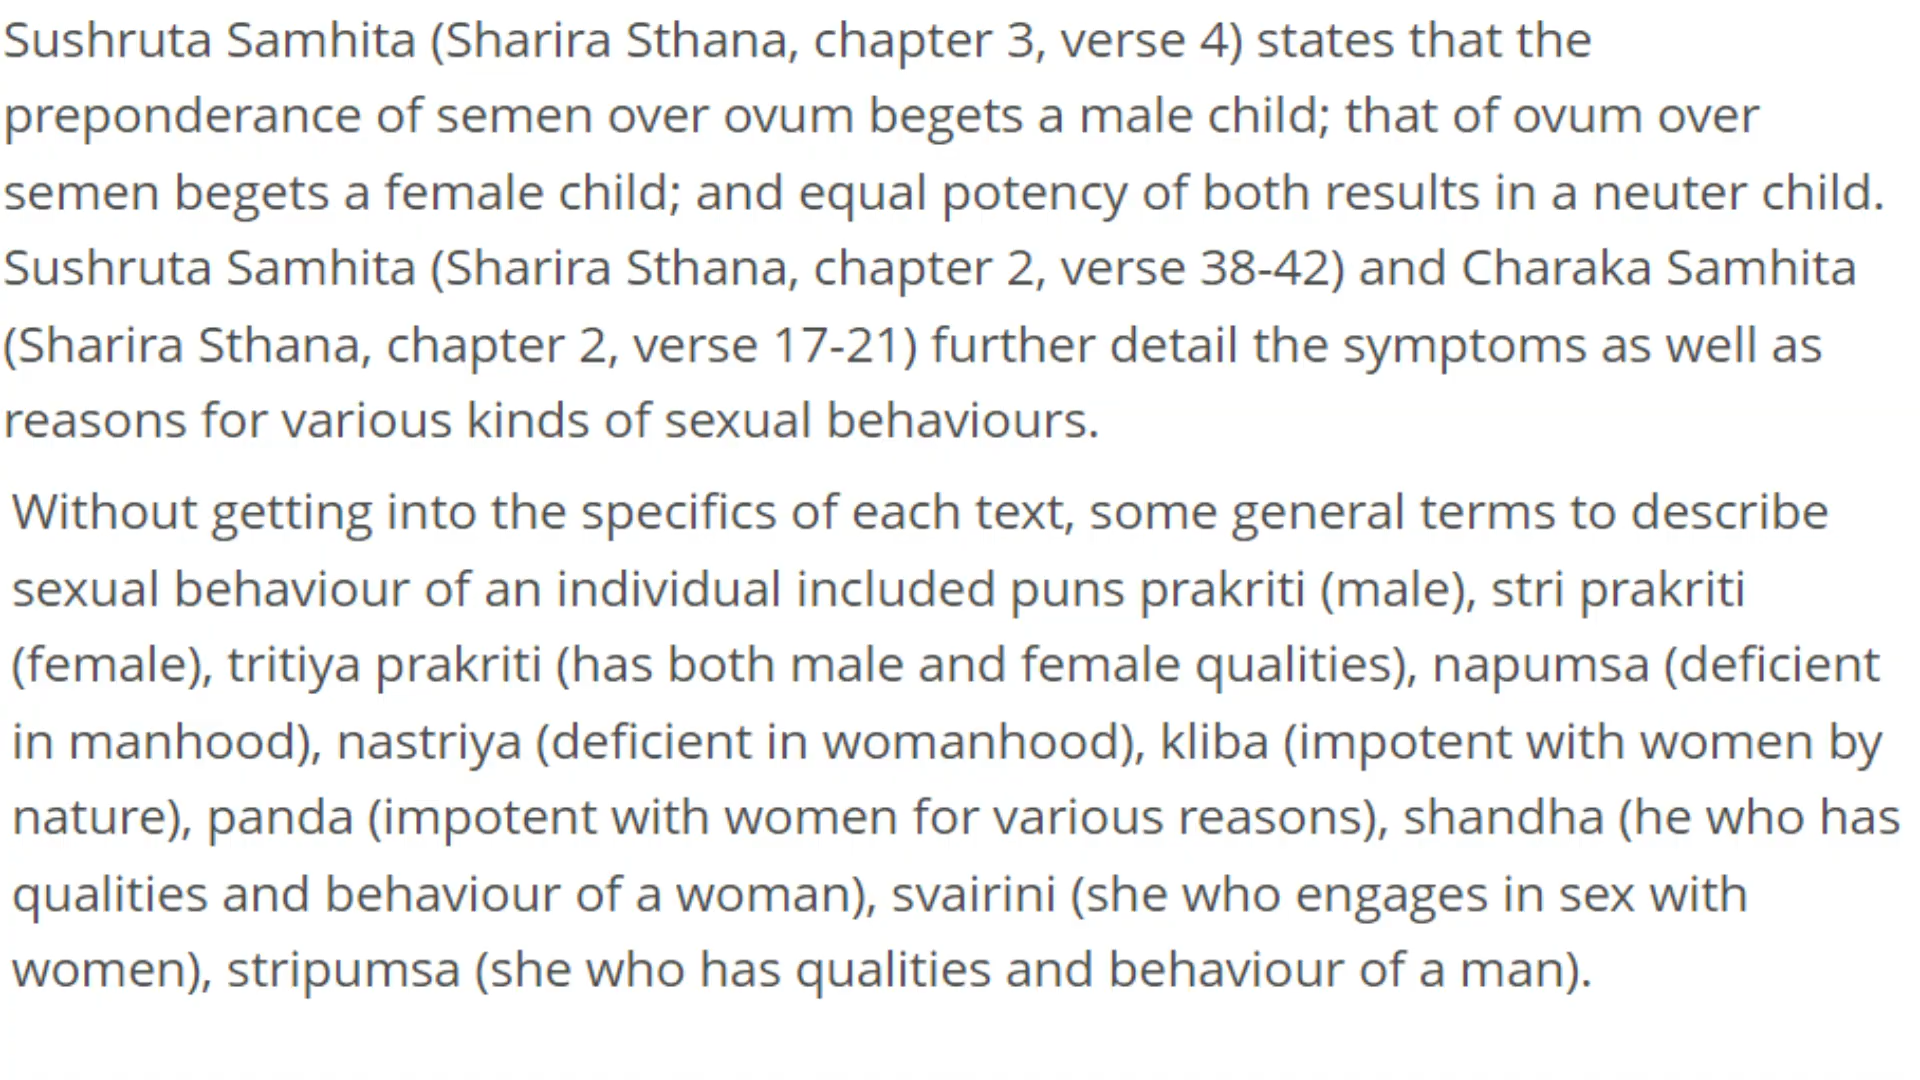 Sushruta Samhita (Sharira Sthana, chapter 3, verse 4) states that the
preponderance of semen over ovum begets a male child; that of ovum over
semen begets a female child; and equal potency of both results in a neuter child.
Sushruta Samhita (Sharira Sthana, chapter 2, verse 38-42) and Charaka Samhita
(Sharira Sthana, chapter 2, verse 17-21) further detail the symptoms as well as
reasons for various kinds of sexual behaviours.
Without getting into the specifics of each text, some general terms to describe
sexual behaviour of an individual included puns prakriti (male), stri prakriti
(female), tritiya prakriti (has both male and female qualities), napumsa (deficient
in manhood), nastriya (deficient in womanhood), kliba (impotent with women by
nature), panda (impotent with women for various reasons), shandha (he who has
qualities and behaviour of a woman), svairini (she who engages in sex with
women), stripumsa (she who has qualities and behaviour of a man).